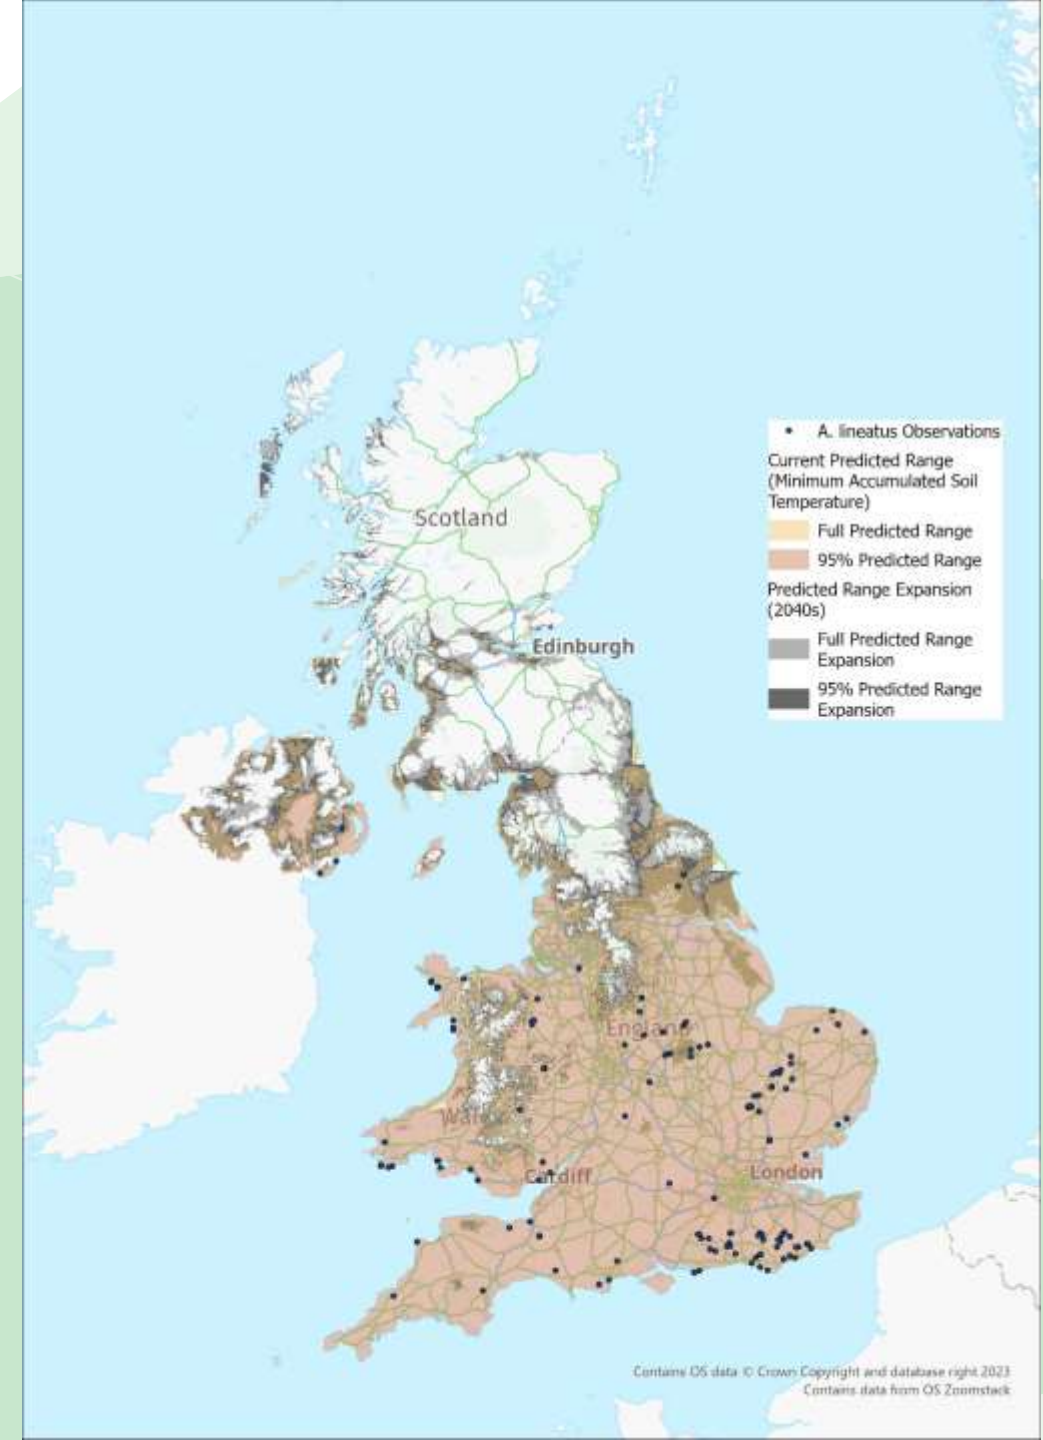 A. lineatus Observations
Current Predicted Range
(Minimum Accumulated Soil
Temperature)
Full Predicted Range
95% Predicted Range
Predicted Range Expansion
(2040s)
Full Predicted Range
Expansion
95% Predicted Range
Expansion
Scotland
Edinburgh
England
Wales
Cardiff
London
Contains OS data © Crown Copyright and database right 2023
Contains data from OS Zoomstack